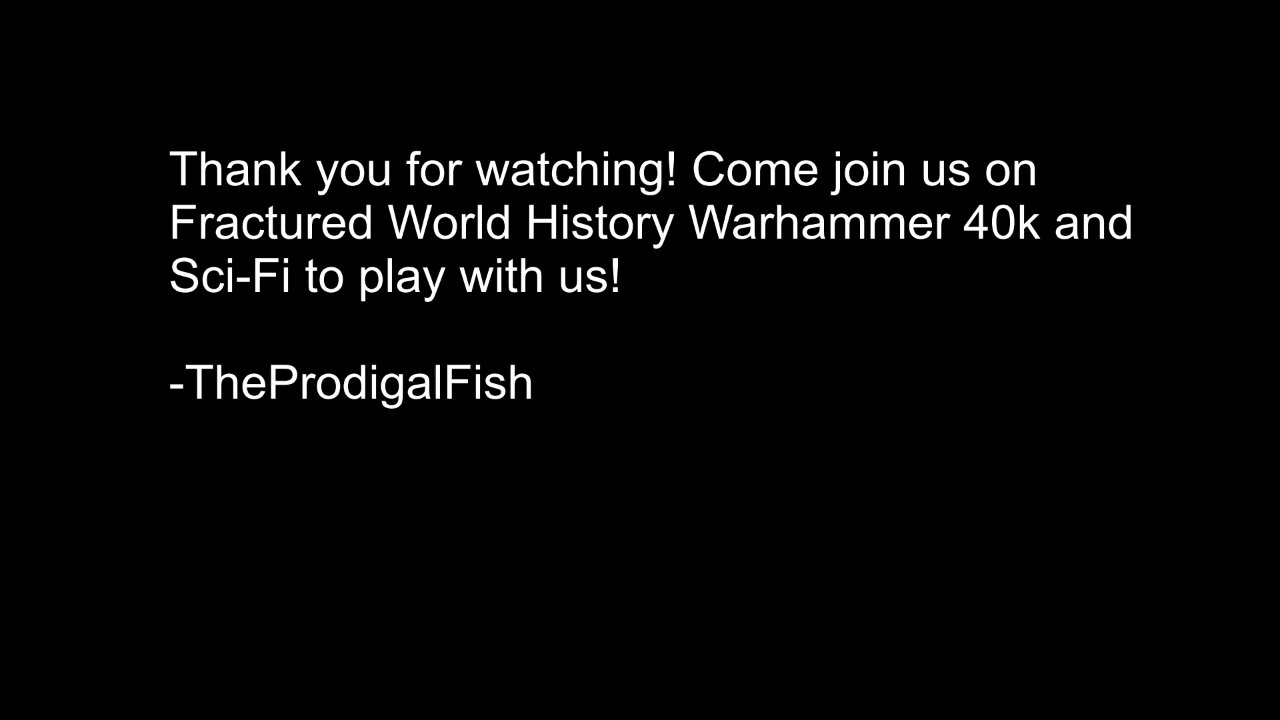 Thank you for watching! Come join us on
Fractured World History Warhammer 40k and
Sci-Fi to play with us!
-TheProdigalFish